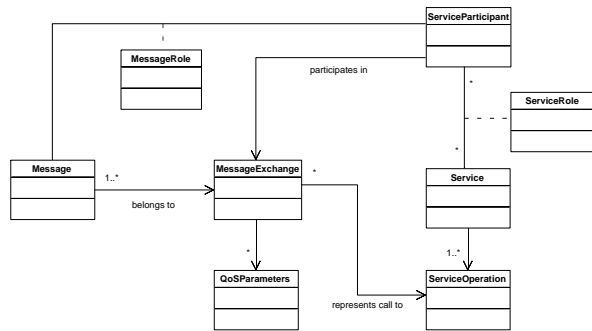 ServiceParticipant
MessageRole
participates in
*
ServiceRole
*
Message
1..*
belongs to
MessageExchange
*
Service
*
1..*
QoSParameters
ServiceOperation
represents call to